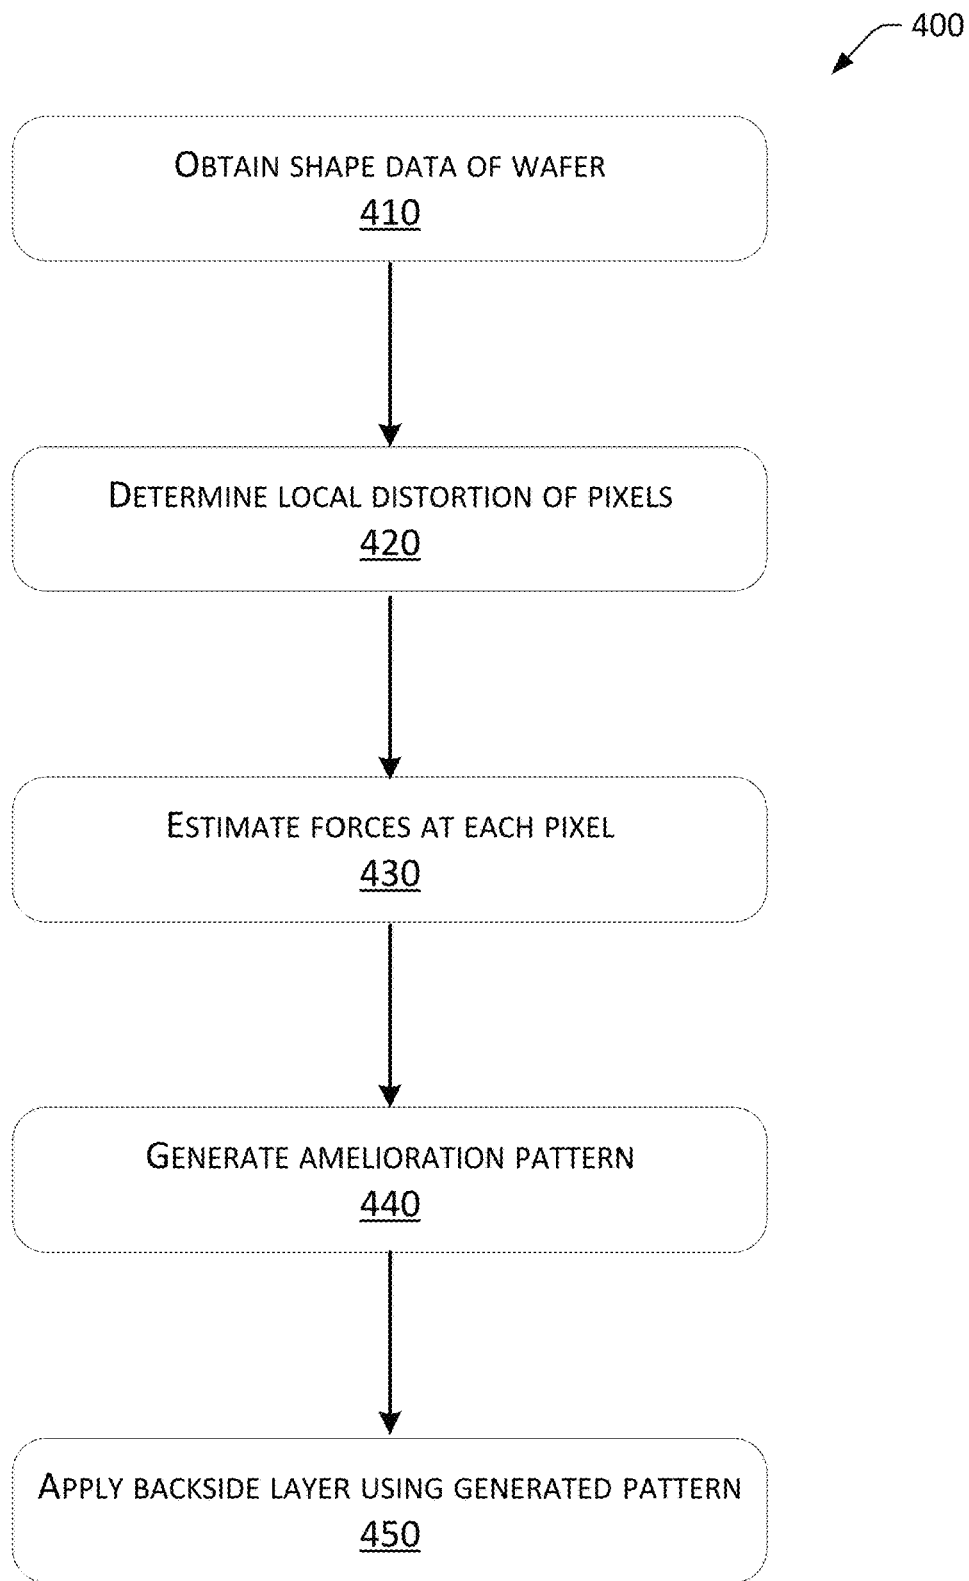 400
Obtain shape data of wafer
410
Determine local distortion of pixels
420
Estimate forces at each pixel
430
Generate amelioration pattern
440
Apply backside layer using generated pattern
450